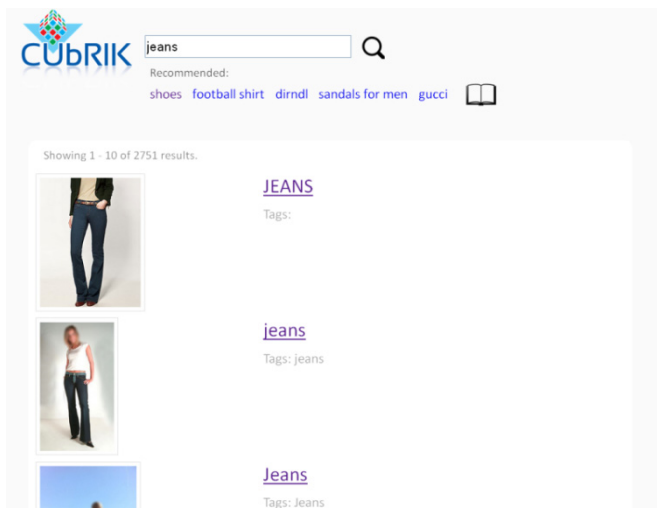 CUbRIK
jeans
Recommended:
shoes football shirt dirndl sandals for men gucci
Showing 1 - 10 of 2751 results.
JEANS
Tags:
jeans
Tags: jeans
Jeans
Tags: Jeans